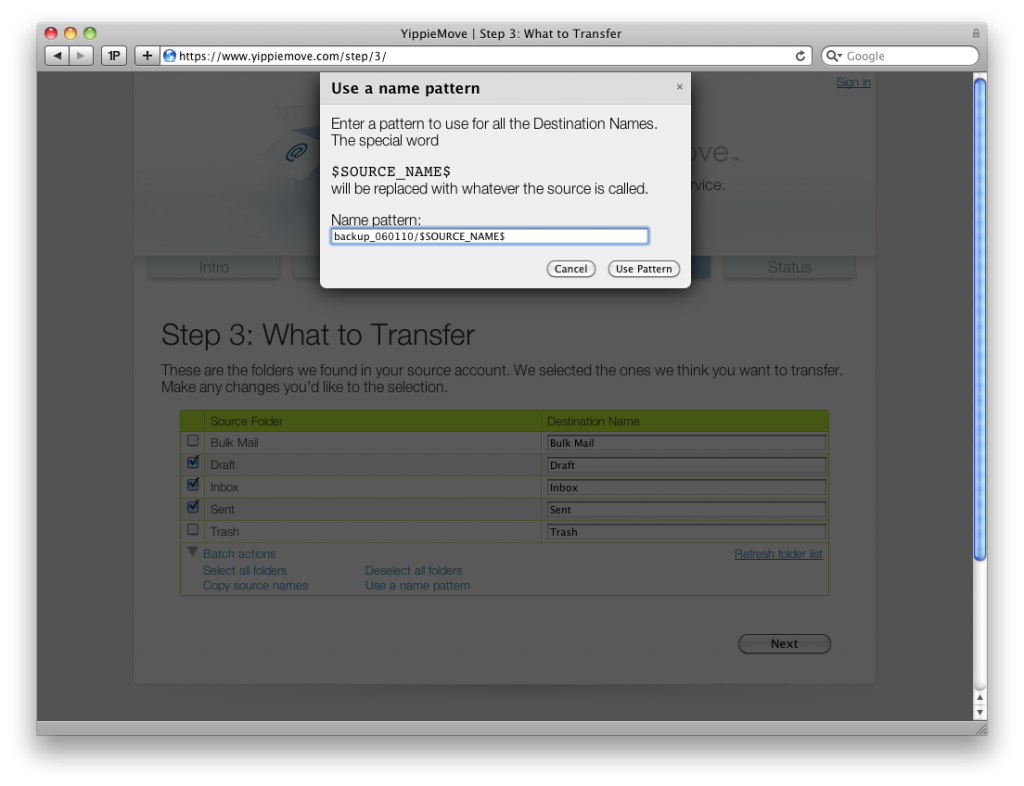 YippieMove | Step 3: What to Transfer
1P + https://www.yippiemove.com/step/3/ Google
Sign in
Use a name pattern ×
Enter a pattern to use for all the Destination Names.
The special word
$SOURCE_NAME$
will be replaced with whatever the source is called.
Name pattern:
backup_060110/$SOURCE_NAME$
Cancel Use Pattern
Intro Status
Step 3: What to Transfer
These are the folders we found in your source account. We selected the ones we think you want to transfer.
Make any changes you'd like to the selection.
Source Folder Destination Name
Bulk Mail Bulk Mail
Draft Draft
Inbox Inbox
Sent Sent
Trash Trash
Batch actions Refresh folder list
Select all folders Deselect all folders
Copy source names Use a name pattern
Next